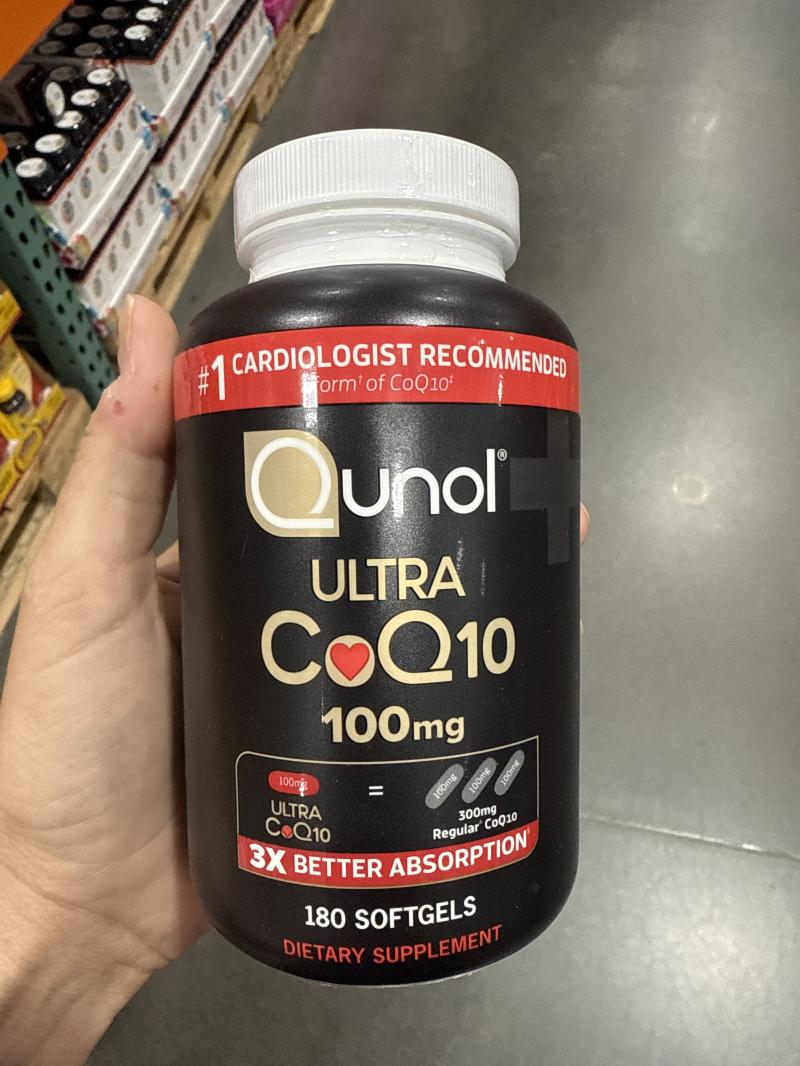 #1 CARDIOLOGIST RECOMMENDED
Form† of CoQ10‡
Qunol®
ULTRA
CoQ10
100mg
100mg
ULTRA
CoQ10
=
100mg 100mg 100mg
300mg
Regular CoQ10
3X BETTER ABSORPTION
180 SOFTGELS
DIETARY SUPPLEMENT